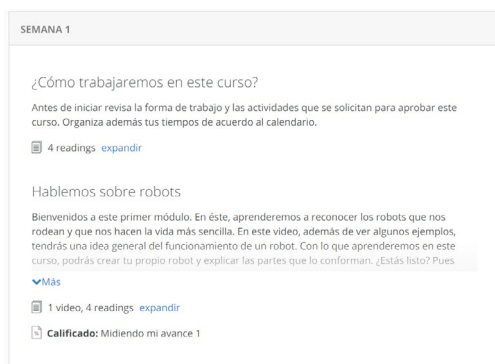 SEMANA 1
¿Cómo trabajaremos en este curso?
Antes de iniciar revisa la forma de trabajo y las actividades que se solicitan para aprobar este
curso. Organiza además tus tiempos de acuerdo al calendario.
4 readings expandir
Hablemos sobre robots
Bienvenidos a este primer módulo. En éste, aprenderemos a reconocer los robots que nos
rodean y que nos hacen la vida más sencilla. En este video, además de ver algunos ejemplos,
tendrás una idea general del funcionamiento de un robot. Con lo que aprenderemos en este
curso, podrás crear tu propio robot y explicar las partes que lo conforman. ¿Estás listo? Pues
Más
1 video, 4 readings expandir
Calificado: Midiendo mi avance 1